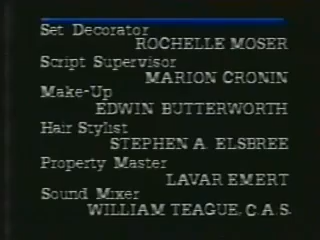 Set Decorator
ROCHELLE MOSER
Script Supervisor
MARION CRONIN
Make-Up
EDWIN BUTTERWORTH
Hair Stylist
STEPHEN A. ELSBREE
Property Master
LAVAR EMERT
Sound Mixer
WILLIAM TEAGUE, C.A.S.